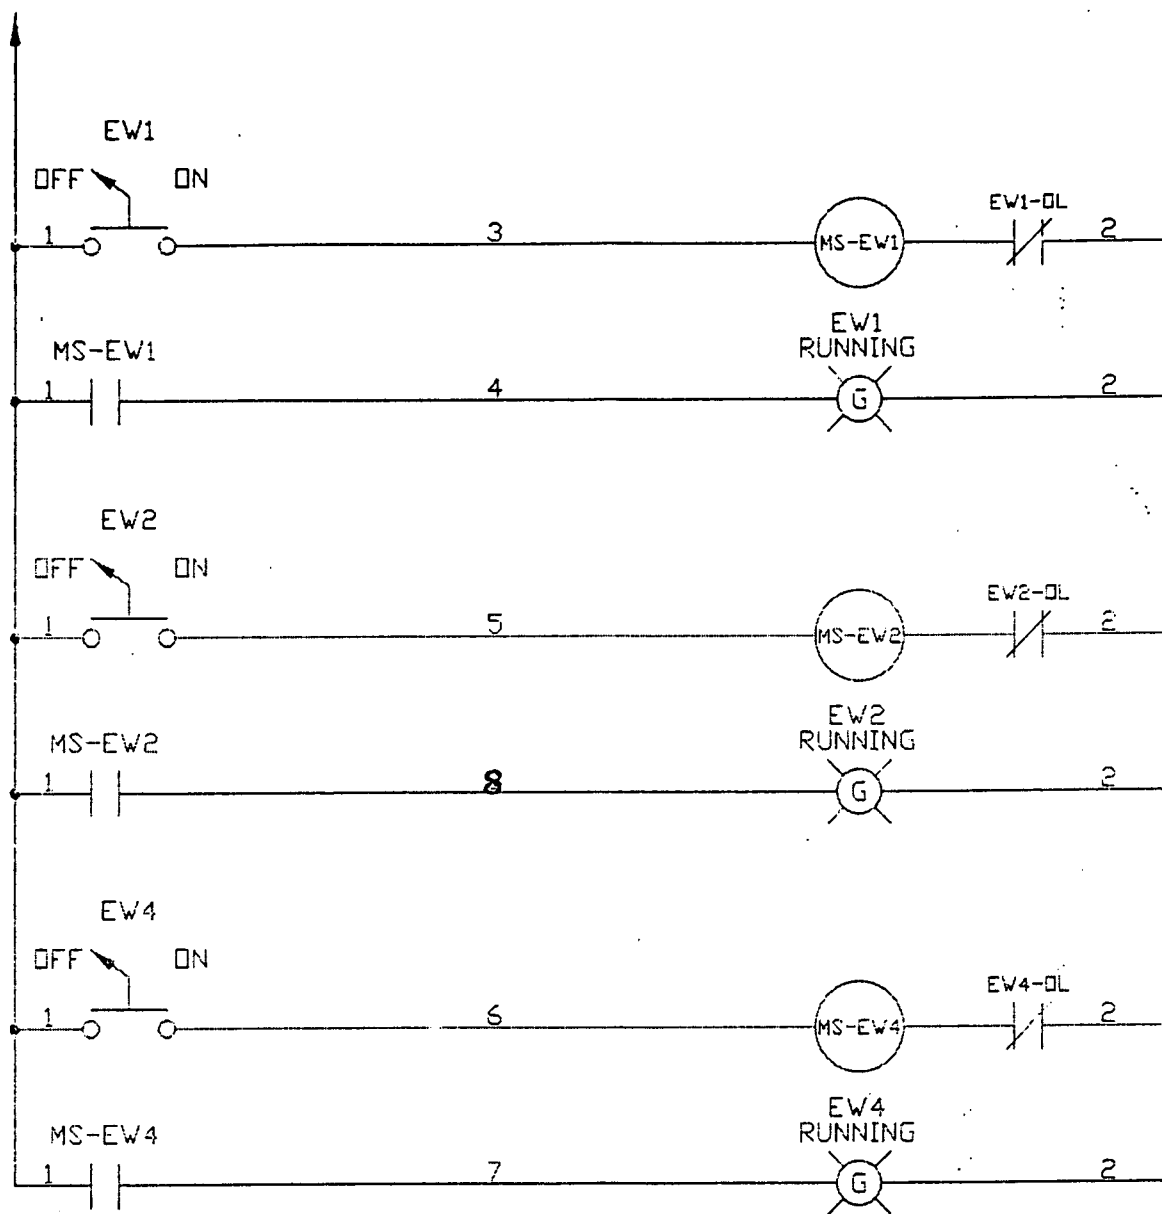 EW1
OFF ON
EW1-OL
1 3 MS-EW1 2
EW1
RUNNING
MS-EW1
1 4 G 2
EW2
OFF ON
EW2-OL
1 5 MS-EW2 2
EW2
RUNNING
MS-EW2
1 8 G 2
EW4
OFF ON
EW4-OL
1 6 MS-EW4 2
EW4
RUNNING
MS-EW4
1 7 G 2